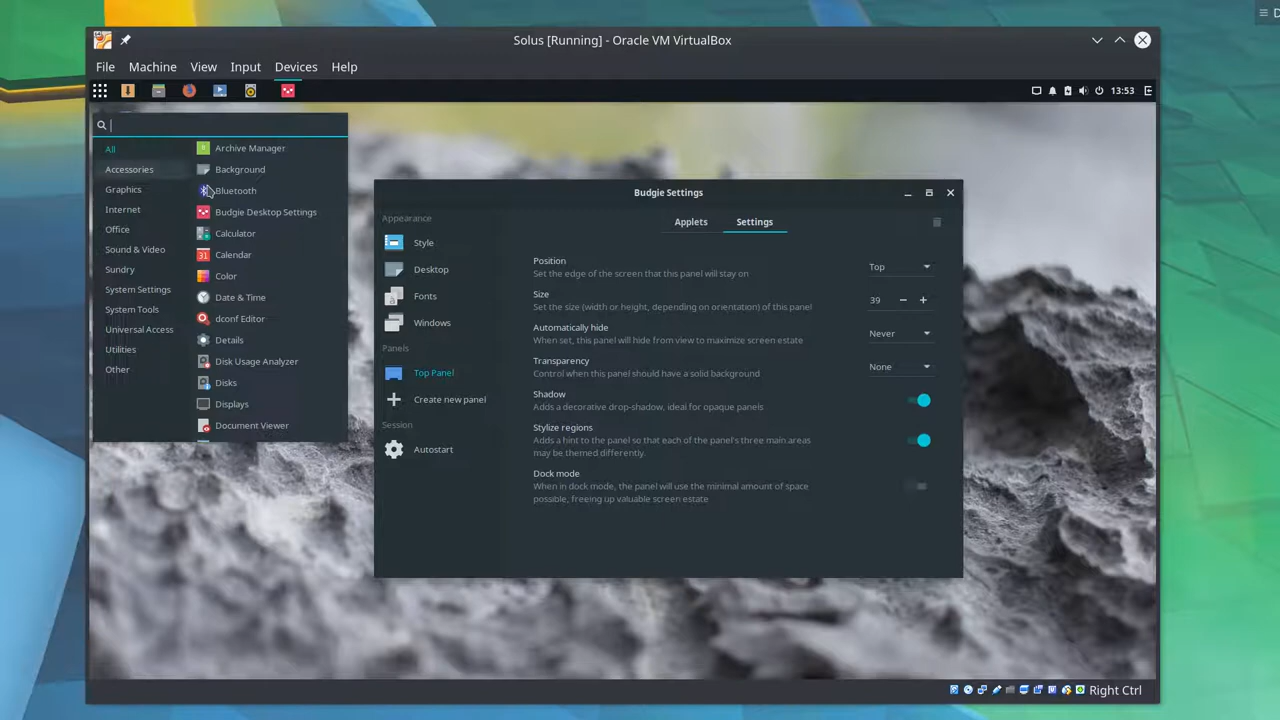 D
Solus [Running] - Oracle VM VirtualBox
File Machine View Input Devices Help
13:53
All
Accessories
Graphics
Internet
Office
Sound & Video
Sundry
System Settings
System Tools
Universal Access
Utilities
Other
Archive Manager
Background
Bluetooth
Budgie Desktop Settings
Calculator
31 Calendar
Color
Date & Time
dconf Editor
Details
Disk Usage Analyzer
Disks
Displays
Document Viewer
Budgie Settings
Appearance
Style
Desktop
Fonts
Windows
Panels
Top Panel
Create new panel
Session
Autostart
Applets Settings
Position
Set the edge of the screen that this panel will stay on
Top
Size
Set the size (width or height, depending on orientation) of this panel
39
Automatically hide
When set, this panel will hide from view to maximize screen estate
Never
Transparency
Control when this panel should have a solid background
None
Shadow
Adds a decorative drop-shadow, ideal for opaque panels
Stylize regions
Adds a hint to the panel so that each of the panel's three main areas
may be themed differently.
Dock mode
When in dock mode, the panel will use the minimal amount of space
possible, freeing up valuable screen estate
Right Ctrl